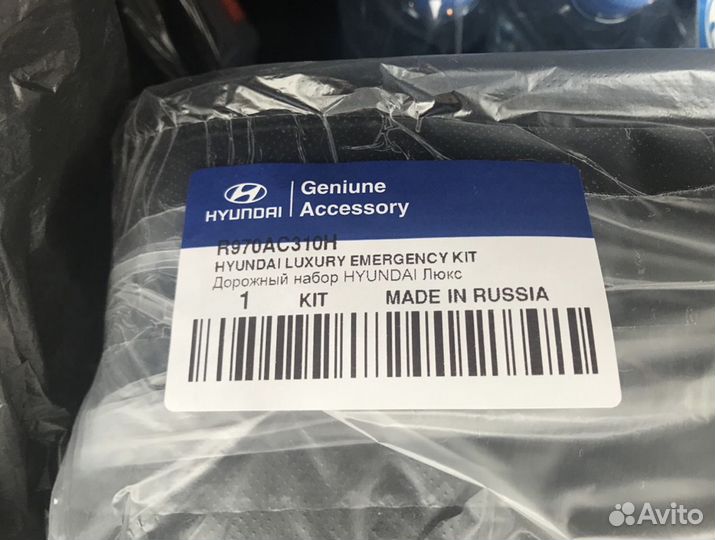 HYUNDAI
Geniune
Accessory
R970AC310H
HYUNDAI LUXURY EMERGENCY KIT
Дорожный набор HYUNDAI Люкс
1 KIT MADE IN RUSSIA
Avito